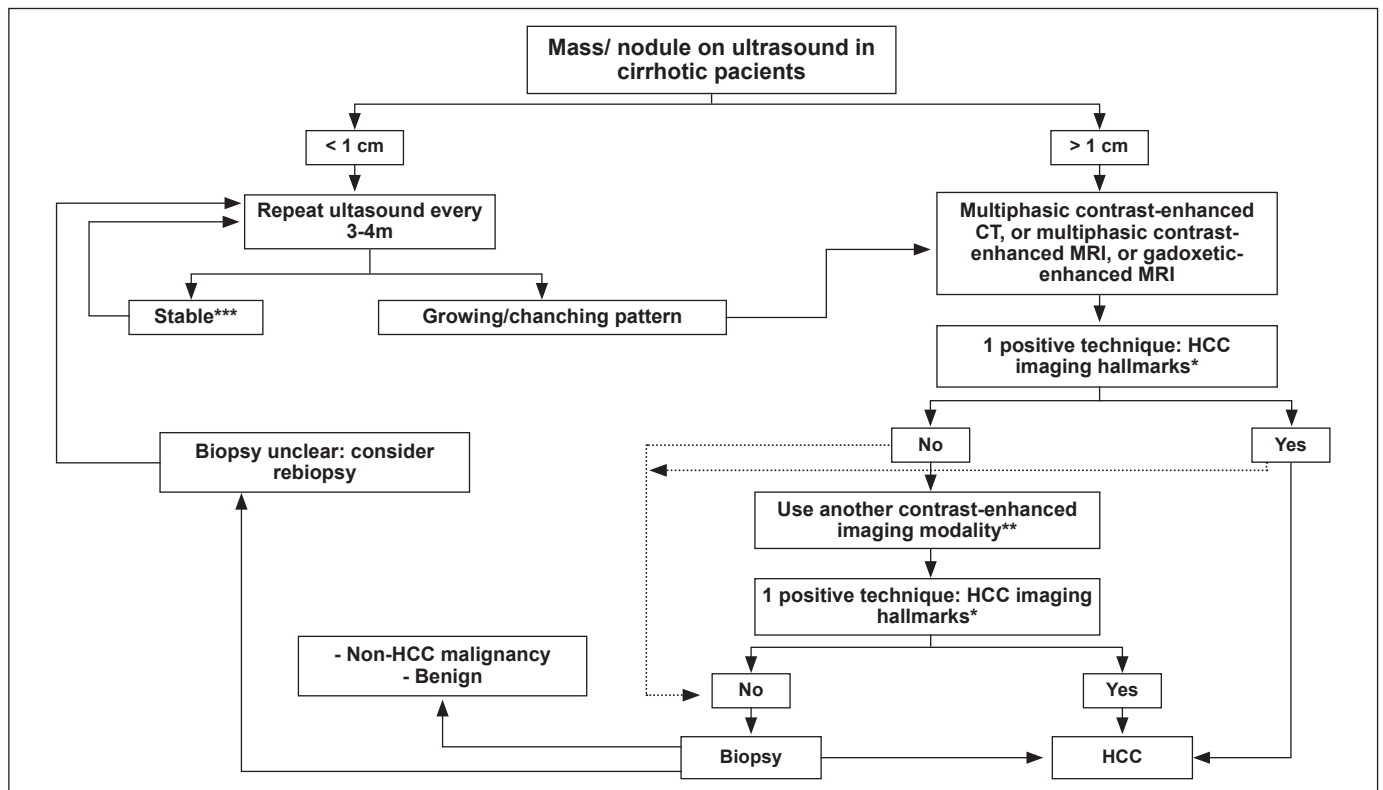 Mass/ nodule on ultrasound in
cirrhotic pacients
< 1 cm
> 1 cm
Repeat ultasound every
3-4m
Multiphasic contrast-enhanced
CT, or multiphasic contrast-
enhanced MRI, or gadoxetic-
enhanced MRI
Stable***
Growing/chanching pattern
1 positive technique: HCC
imaging hallmarks*
No
Yes
Biopsy unclear: consider
rebiopsy
Use another contrast-enhanced
imaging modality**
1 positive technique: HCC imaging
hallmarks*
- Non-HCC malignancy
- Benign
No
Yes
Biopsy
HCC